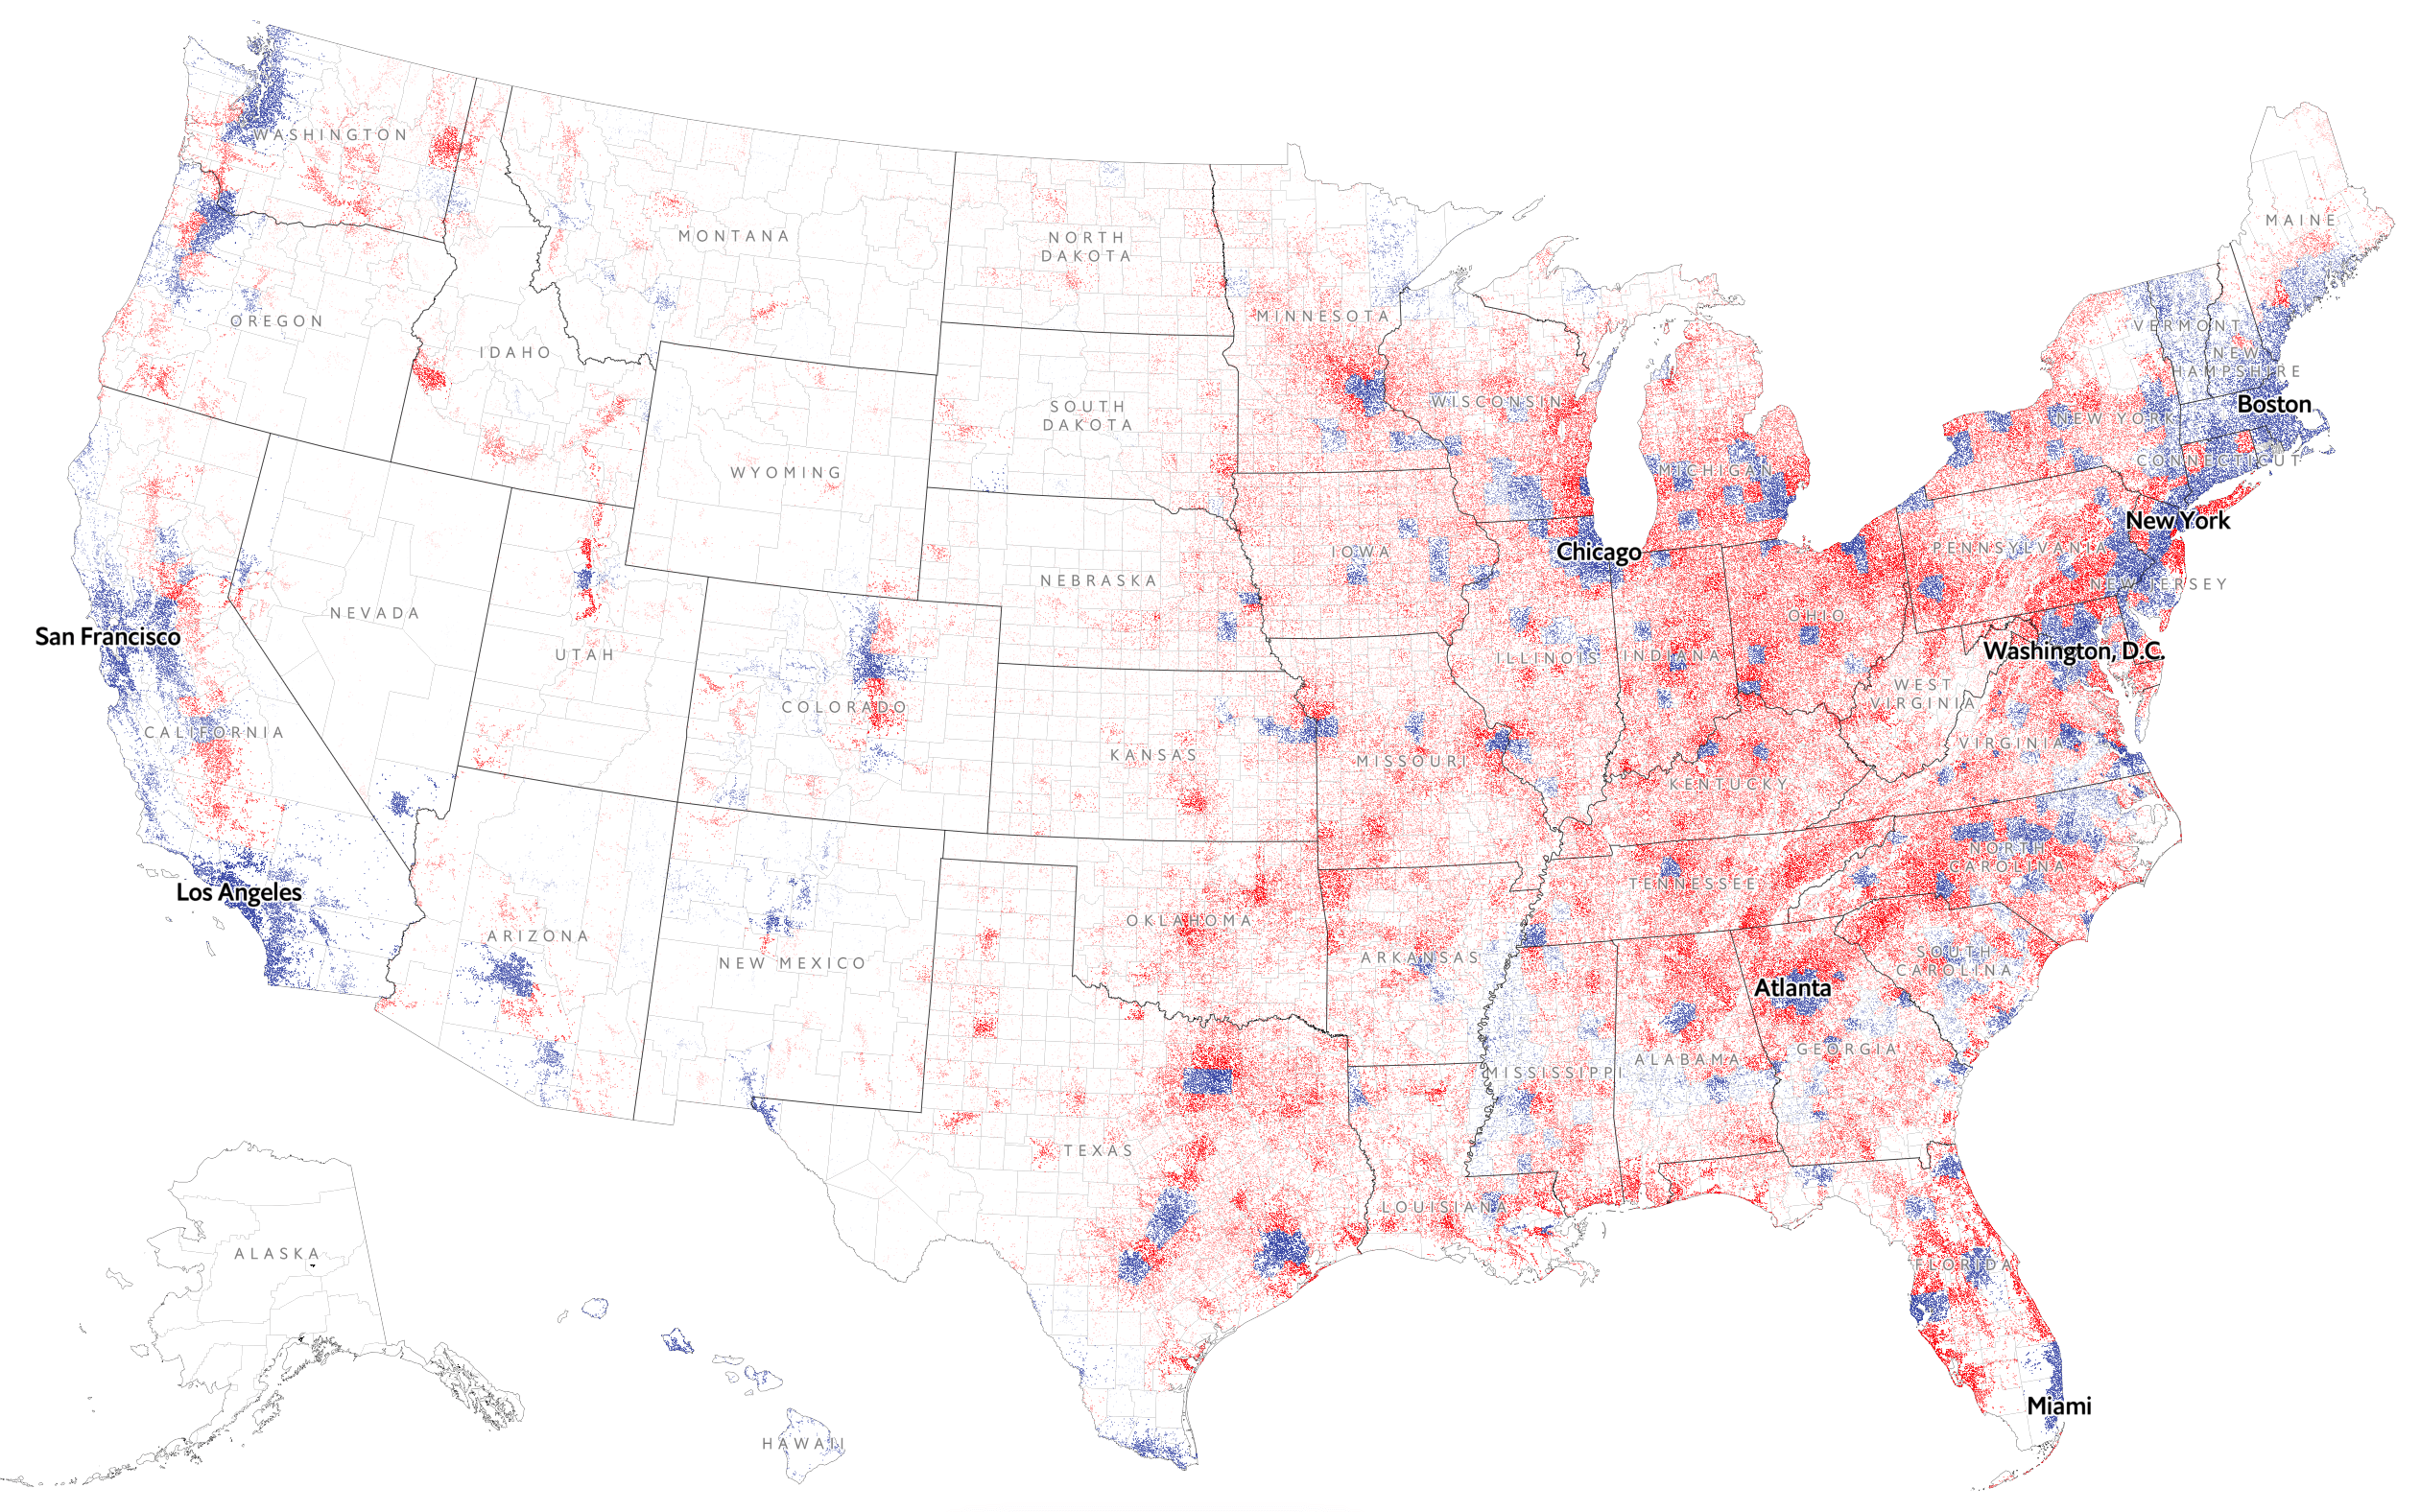 WASHINGTON
MAINE
MONTANA
NORTH
DAKOTA
MINNESOTA
OREGON
VERMONT
IDAHO
NEW
HAMPSHIRE
WISCONSIN
Boston
SOUTH
DAKOTA
NEW YORK
MICHIGAN
CONNECTICUT
WYOMING
New York
Chicago
IOWA
PENNSYLVANIA
NEBRASKA
NEW JERSEY
NEVADA
OHIO
San Francisco
UTAH
ILLINOIS
INDIANA
Washington, D.C.
WEST
VIRGINIA
COLORADO
CALIFORNIA
VIRGINIA
KANSAS
MISSOURI
KENTUCKY
NORTH
CAROLINA
TENNESSEE
Los Angeles
OKLAHOMA
ARIZONA
NEW MEXICO
ARKANSAS
SOUTH
CAROLINA
Atlanta
GEORGIA
ALABAMA
MISSISSIPPI
TEXAS
LOUISIANA
ALASKA
FLORIDA
Miami
HAWAII